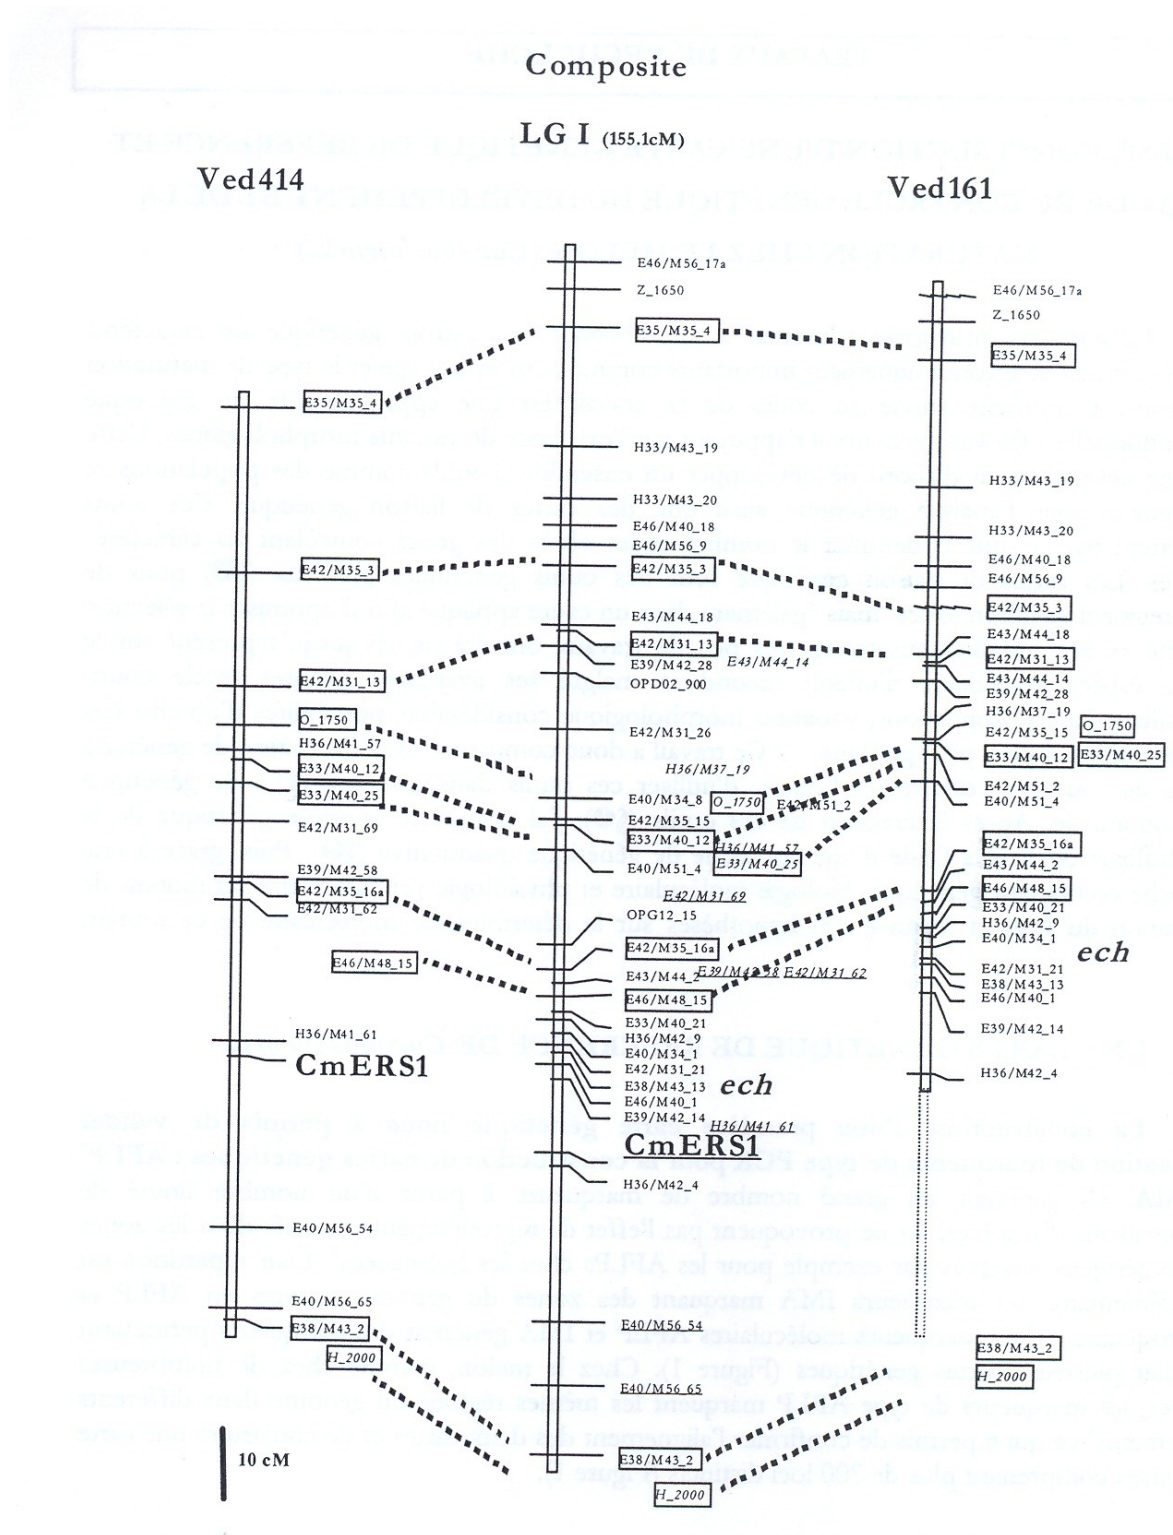 Composite
LG I (155.1cM)
Ved414
E35/M35_4
E42/M35_3
E42/M31_13
O_1750
H36/M41_57
E33/M40_12
E33/M40_25
E42/M31_69
E39/M42_58
E42/M35_16a
E42/M31_62
E46/M48_15
H36/M41_61
CmERS1
E40/M56_54
E40/M56_65
E38/M43_2
H_2000
10 cM
E46/M56_17a
Z_1650
E35/M35_4
H33/M43_19
H33/M43_20
E46/M40_18
E46/M56_9
E42/M35_3
E43/M44_18
E42/M31_13
E39/M42_28 E43/M44_14
OPD02_900
E42/M31_26
H36/M37_19
E40/M34_8 O_1750 E42/M51_2
E42/M35_15
E33/M40_12
H36/M41_57
E40/M51_4 E33/M40_25
E42/M31_69
OPG12_15
E42/M35_16a
E43/M44_2 E39/M42_58 E42/M31_62
E46/M48_15
E33/M40_21
H36/M42_9
E40/M34_1
E42/M31_21
E38/M43_13 ech
E46/M40_1
E39/M42_14 H36/M41_61
CmERS1
H36/M42_4
E40/M56_54
E40/M56_65
E38/M43_2
H_2000
Ved161
E46/M56_17a
Z_1650
E35/M35_4
H33/M43_19
H33/M43_20
E46/M40_18
E46/M56_9
E42/M35_3
E43/M44_18
E42/M31_13
E43/M44_14
E39/M42_28
H36/M37_19
E42/M35_15 O_1750
E33/M40_12 E33/M40_25
E42/M51_2
E40/M51_4
E42/M35_16a
E43/M44_2
E46/M48_15
E33/M40_21
H36/M42_9
E40/M34_1
ech
E42/M31_21
E38/M43_13
E46/M40_1
E39/M42_14
H36/M42_4
E38/M43_2
H_2000